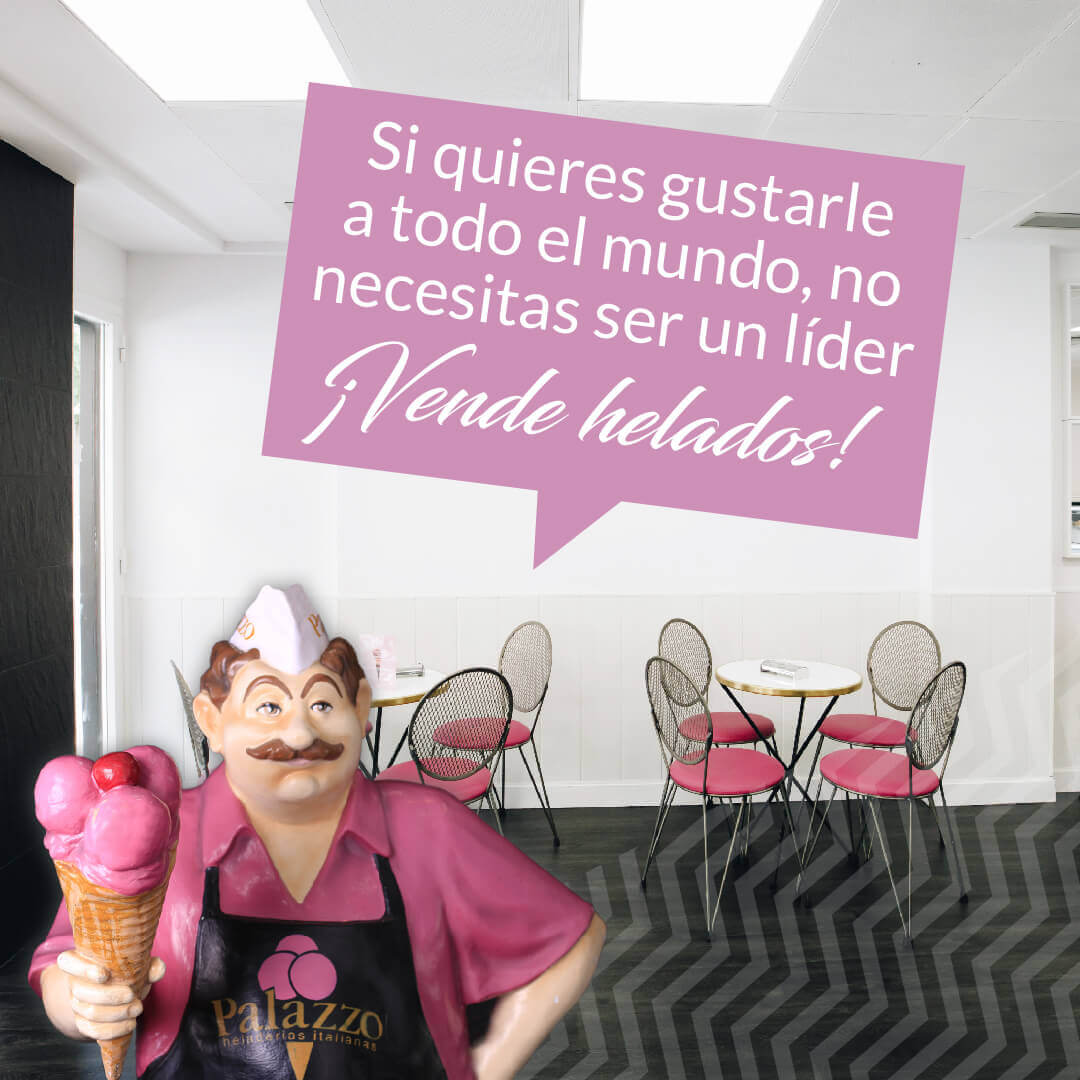 Si quieres gustarle
a todo el mundo, no
necesitas ser un líder
¡Vende helados!
Palazzo
heladerías italianas